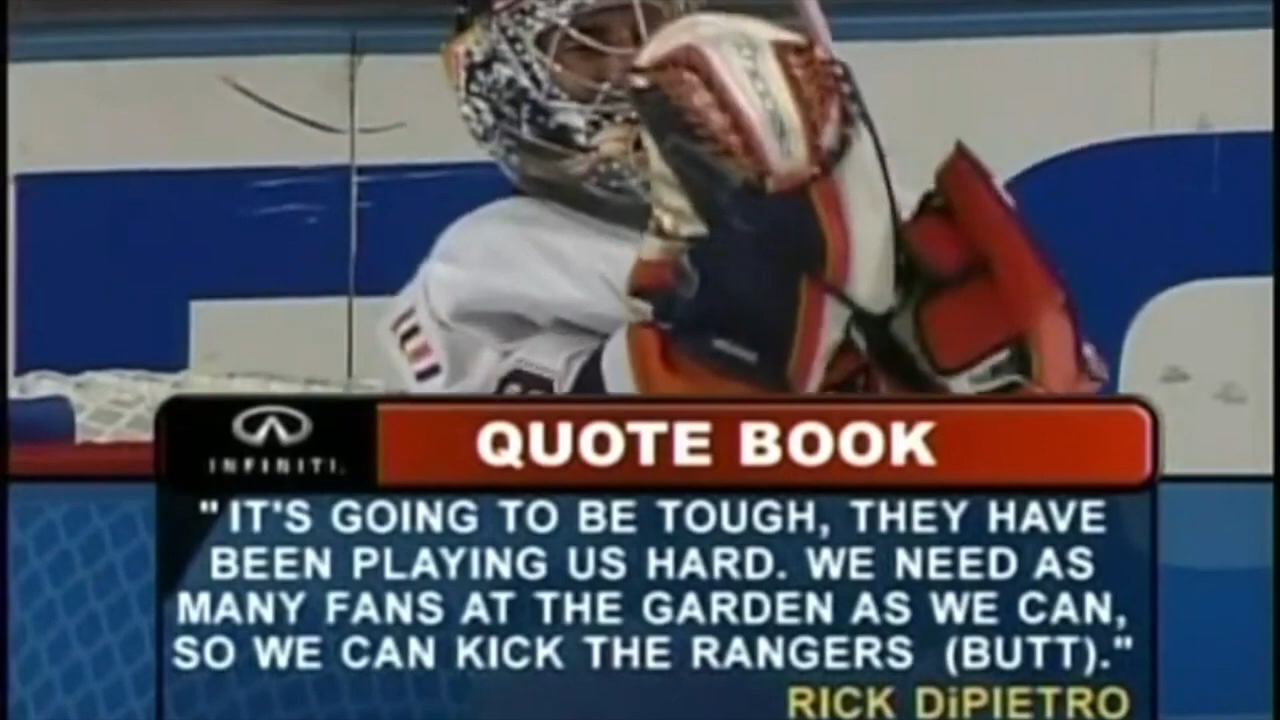 INFINITI.
QUOTE BOOK
"IT'S GOING TO BE TOUGH, THEY HAVE
BEEN PLAYING US HARD. WE NEED AS
MANY FANS AT THE GARDEN AS WE CAN,
SO WE CAN KICK THE RANGERS (BUTT)."
RICK DiPIETRO